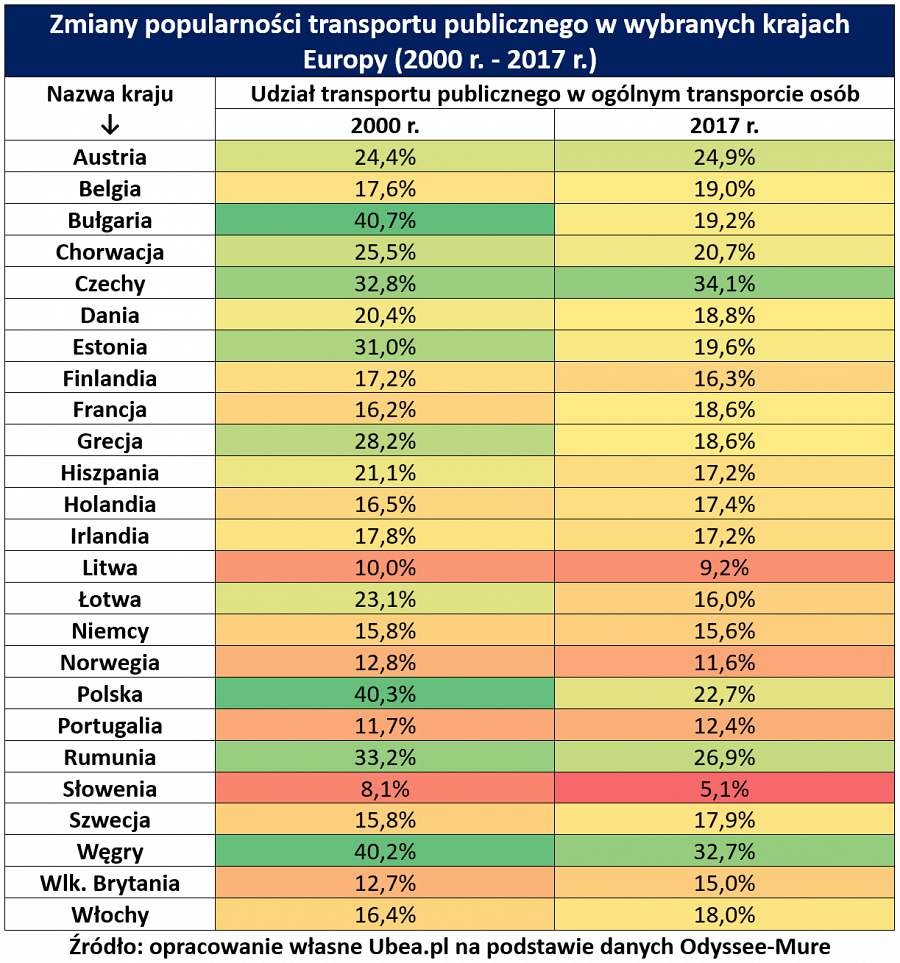 Zmiany popularności transportu publicznego w wybranych krajach
Europy (2000 r. - 2017 r.)
Nazwa kraju
↓
Udział transportu publicznego w ogólnym transporcie osób
2000 r. 2017 r.
Austria 24,4% 24,9%
Belgia 17,6% 19,0%
Bułgaria 40,7% 19,2%
Chorwacja 25,5% 20,7%
Czechy 32,8% 34,1%
Dania 20,4% 18,8%
Estonia 31,0% 19,6%
Finlandia 17,2% 16,3%
Francja 16,2% 18,6%
Grecja 28,2% 18,6%
Hiszpania 21,1% 17,2%
Holandia 16,5% 17,4%
Irlandia 17,8% 17,2%
Litwa 10,0% 9,2%
Łotwa 23,1% 16,0%
Niemcy 15,8% 15,6%
Norwegia 12,8% 11,6%
Polska 40,3% 22,7%
Portugalia 11,7% 12,4%
Rumunia 33,2% 26,9%
Słowenia 8,1% 5,1%
Szwecja 15,8% 17,9%
Węgry 40,2% 32,7%
Wlk. Brytania 12,7% 15,0%
Włochy 16,4% 18,0%
Źródło: opracowanie własne Ubea.pl na podstawie danych Odyssee-Mure